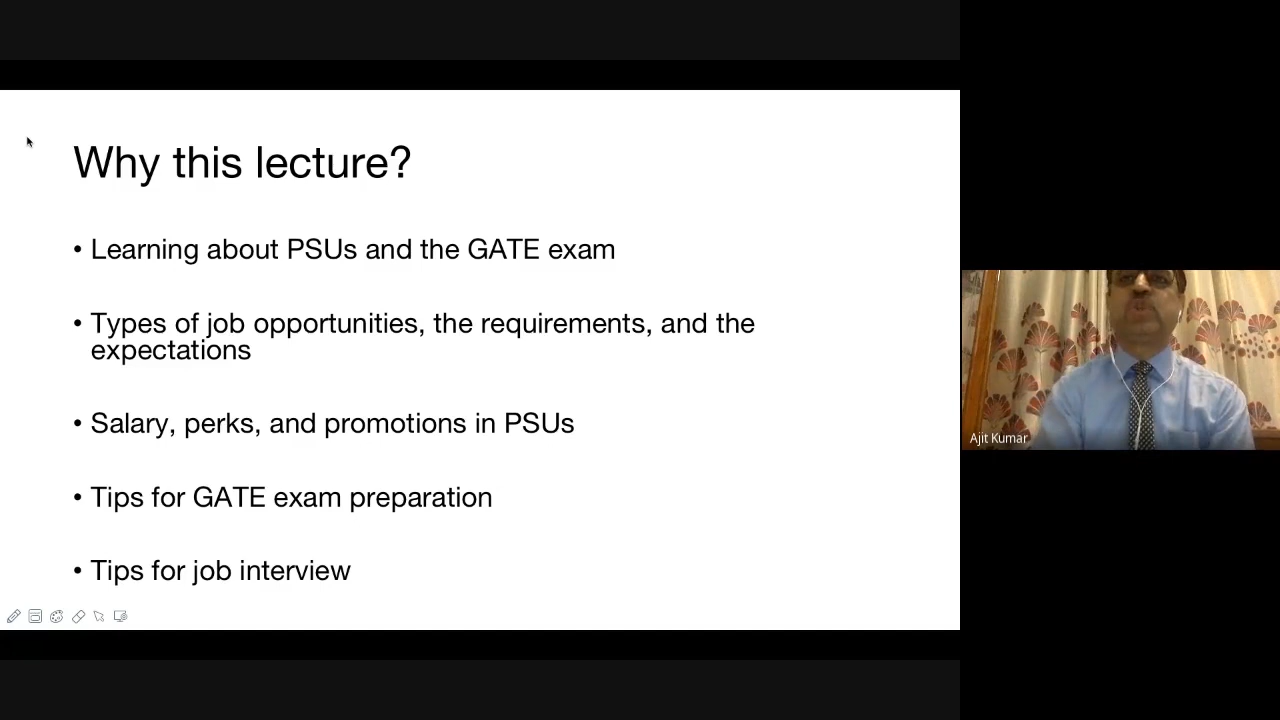 Why this lecture?
• Learning about PSUs and the GATE exam
• Types of job opportunities, the requirements, and the
expectations
• Salary, perks, and promotions in PSUs
• Tips for GATE exam preparation
• Tips for job interview
Ajit Kumar